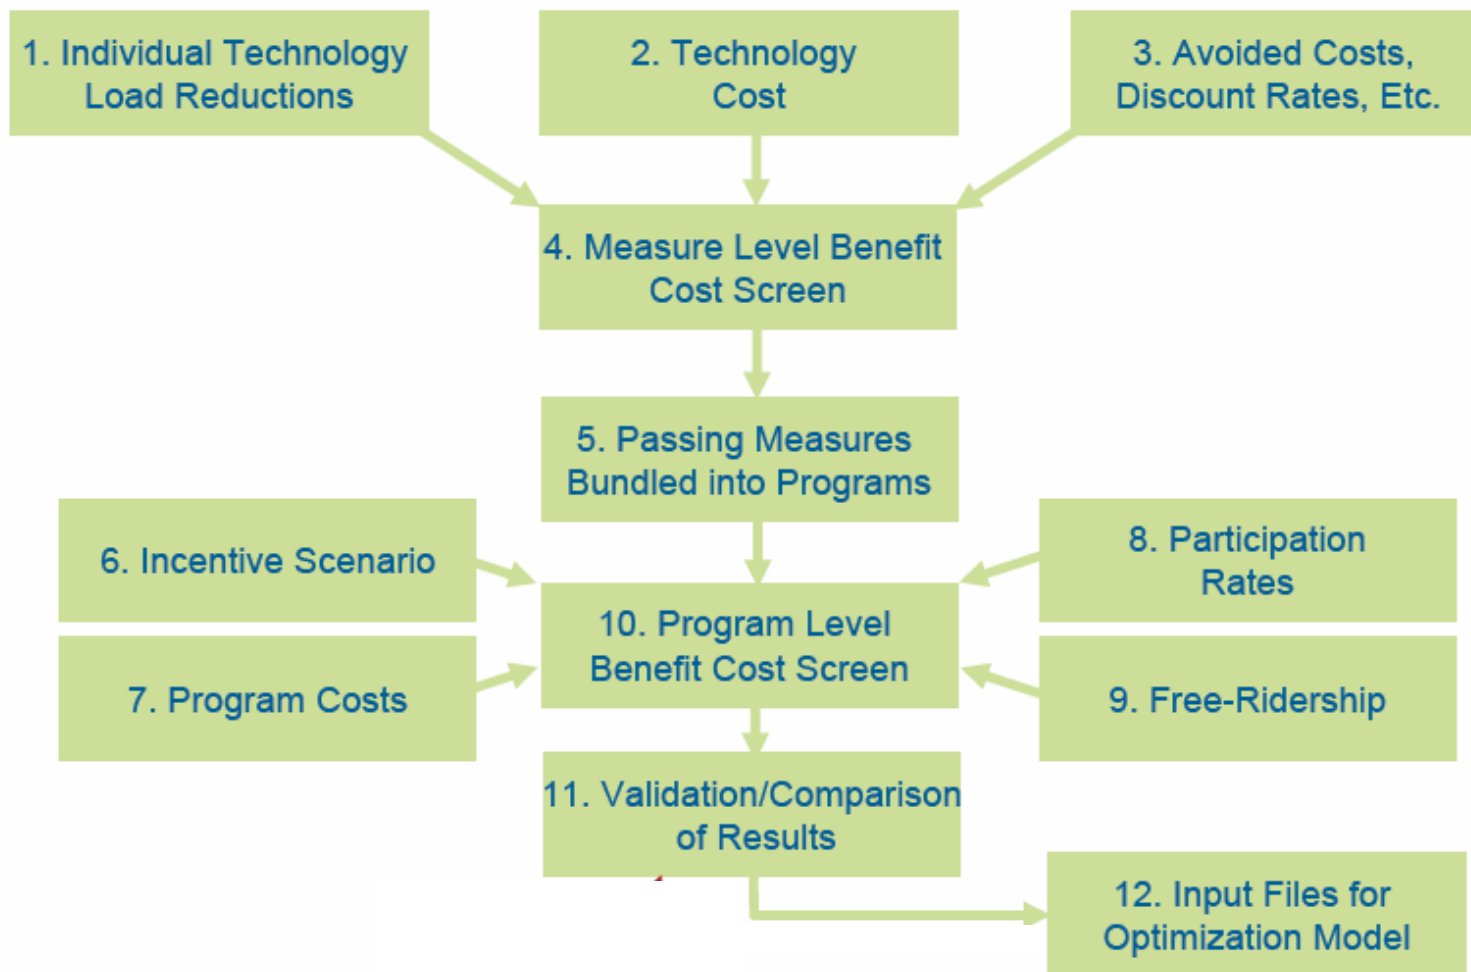 1. Individual Technology
Load Reductions
2. Technology
Cost
3. Avoided Costs,
Discount Rates, Etc.
4. Measure Level Benefit
Cost Screen
5. Passing Measures
Bundled into Programs
6. Incentive Scenario
7. Program Costs
8. Participation
Rates
9. Free-Ridership
10. Program Level
Benefit Cost Screen
11. Validation/Comparison
of Results
12. Input Files for
Optimization Model